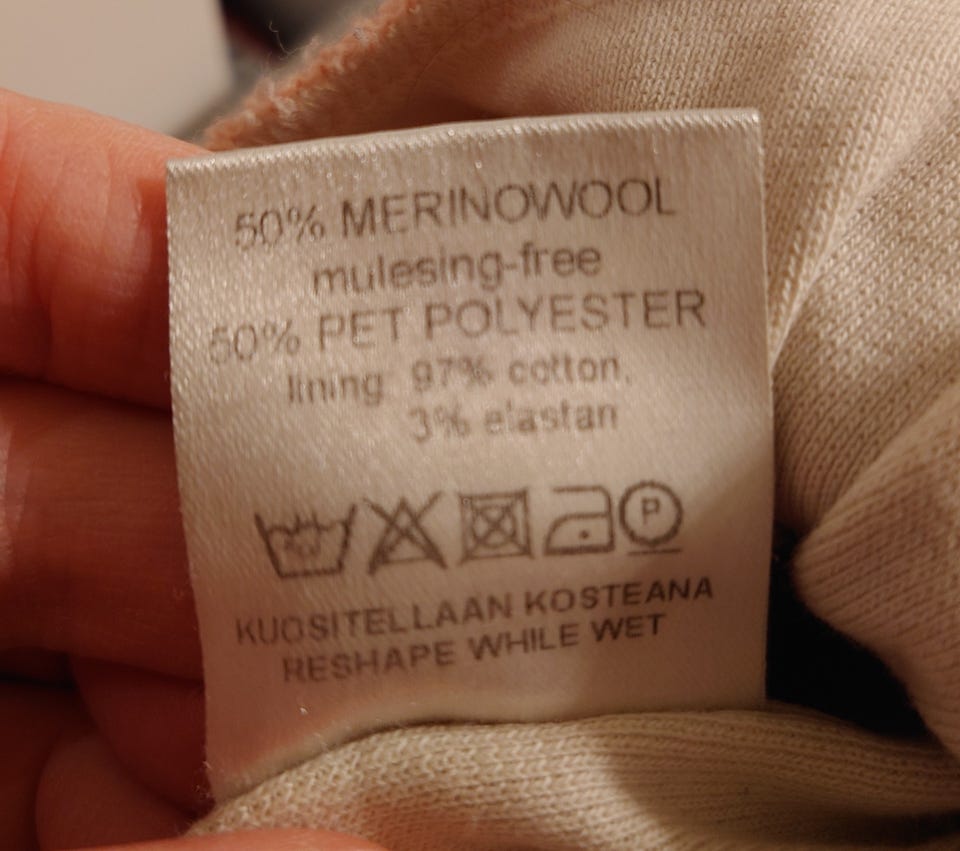 50% MERINOWOOL
mulesing-free
50% PET POLYESTER
lining: 97% cotton,
3% elastan
P
KUOSITELLAAN KOSTEANA
RESHAPE WHILE WET